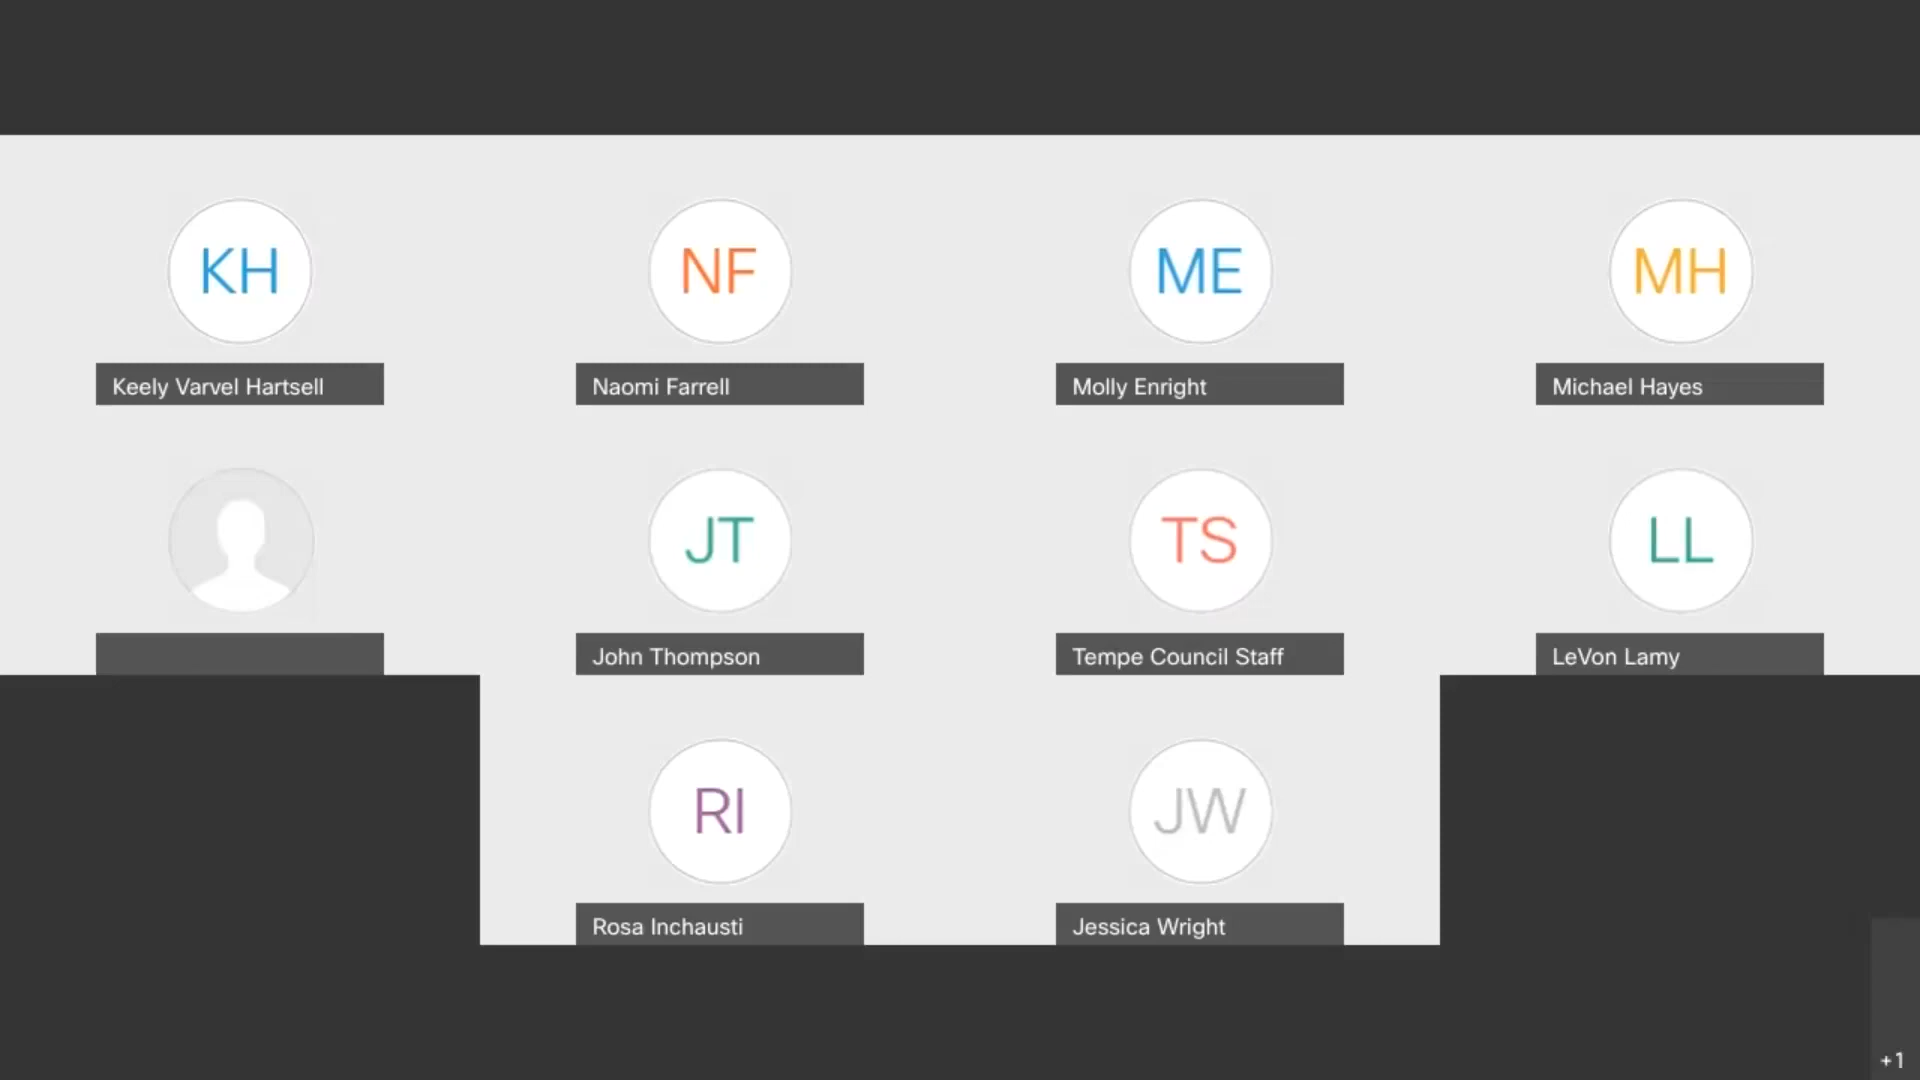 KH
NF
ME
MH
Keely Varvel Hartsell
Naomi Farrell
Molly Enright
Michael Hayes
JT
TS
LL
John Thompson
Tempe Council Staff
LeVon Lamy
RI
JW
Rosa Inchausti
Jessica Wright
+1